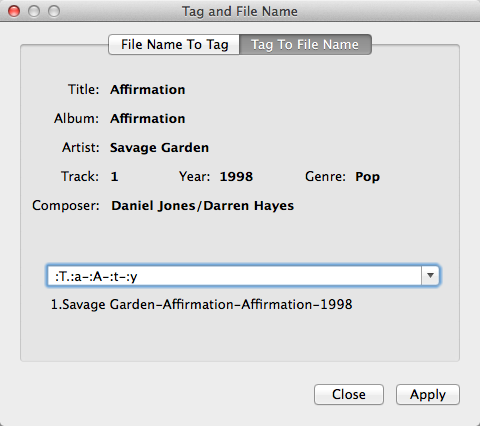 Tag and File Name
File Name To Tag Tag To File Name
Title: Affirmation
Album: Affirmation
Artist: Savage Garden
Track: 1 Year: 1998 Genre: Pop
Composer: Daniel Jones/Darren Hayes
:T.:a-:A-:t-:y
1.Savage Garden-Affirmation-Affirmation-1998
Close Apply